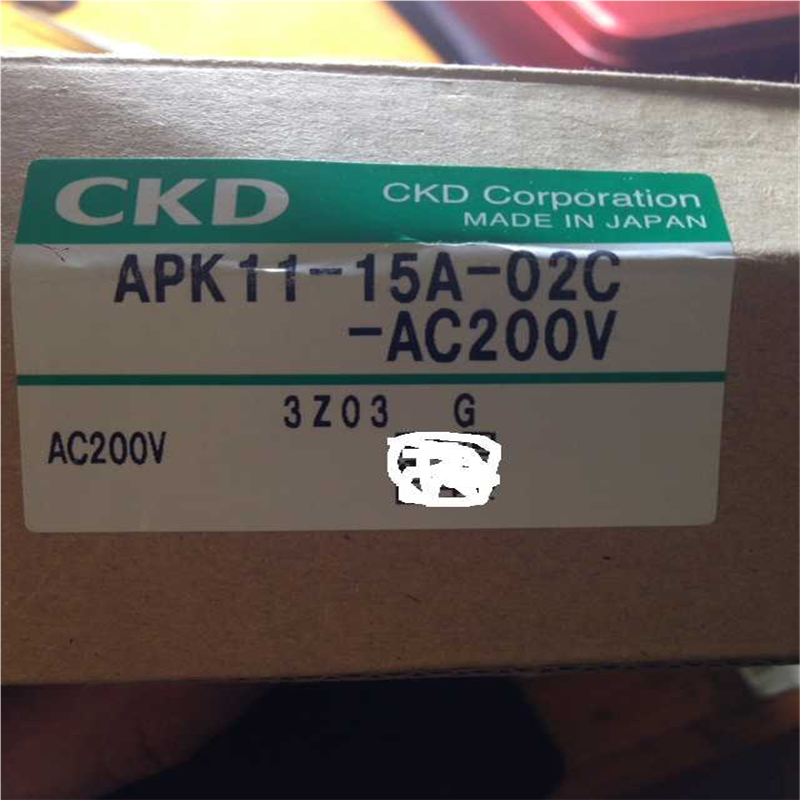 CKD CKD Corporation
MADE IN JAPAN
APK11-15A-02C
-AC200V
3Z03 G
AC200V